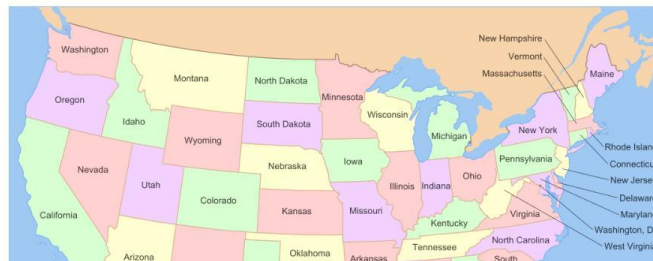 New Hampshire
Washington
Vermont
Montana
North Dakota
Massachusetts
Maine
Minnesota
Oregon
Wisconsin
Idaho
South Dakota
New York
Michigan
Wyoming
Rhode Islan
Pennsylvania
Iowa
Connecticu
Nebraska
Nevada
Ohio
New Jerse
Utah
Illinois
Indiana
Colorado
Delawar
California
Missouri
Marylan
Kansas
Virginia
Kentucky
Washington, D
North Carolina
West Virginia
Tennessee
Oklahoma
Arizona
Arkansas
South